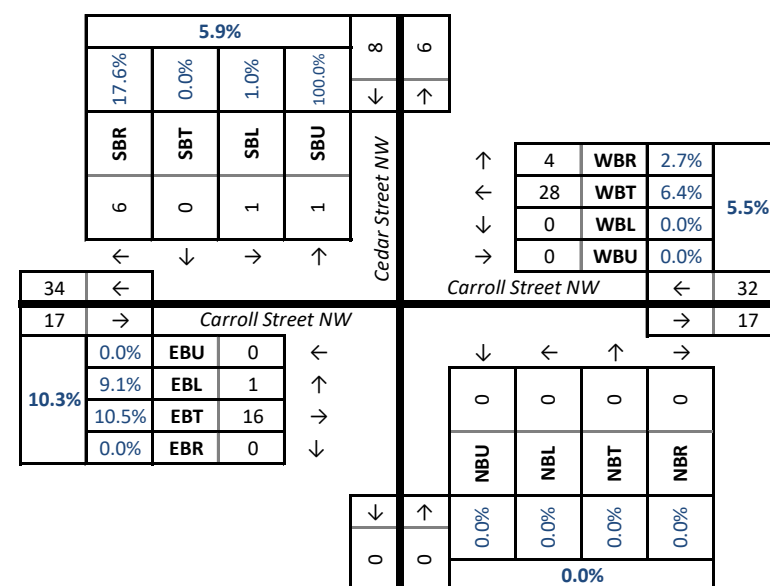 5.9%
8 6
17.6% 0.0% 1.0% 100.0%
↓ ↑
SBR SBT SBL SBU
6 0 1 1
← ↓ → ↑
Cedar Street NW
↑ 4 WBR 2.7%
← 28 WBT 6.4%
↓ 0 WBL 0.0%
→ 0 WBU 0.0%
5.5%
34 ←
Carroll Street NW
← 32
17 →
Carroll Street NW
→ 17
10.3%
0.0% EBU 0 ←
9.1% EBL 1 ↑
10.5% EBT 16 →
0.0% EBR 0 ↓
↓ ← ↑ →
0 0 0 0
NBU NBL NBT NBR
↓ ↑
0.0% 0.0% 0.0% 0.0%
0 0
0.0%